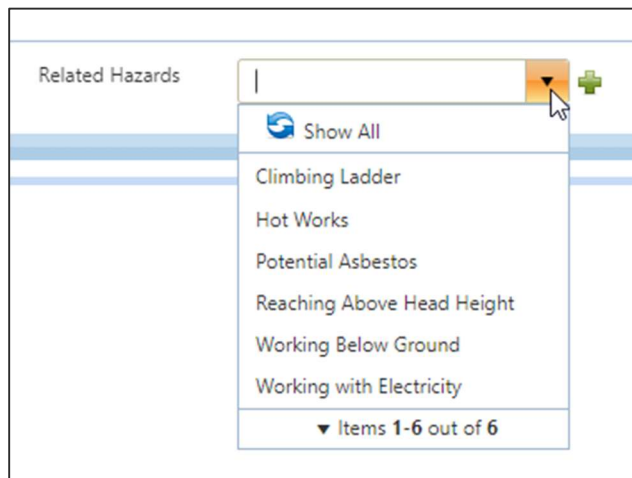 Related Hazards
Show All
Climbing Ladder
Hot Works
Potential Asbestos
Reaching Above Head Height
Working Below Ground
Working with Electricity
Items 1-6 out of 6